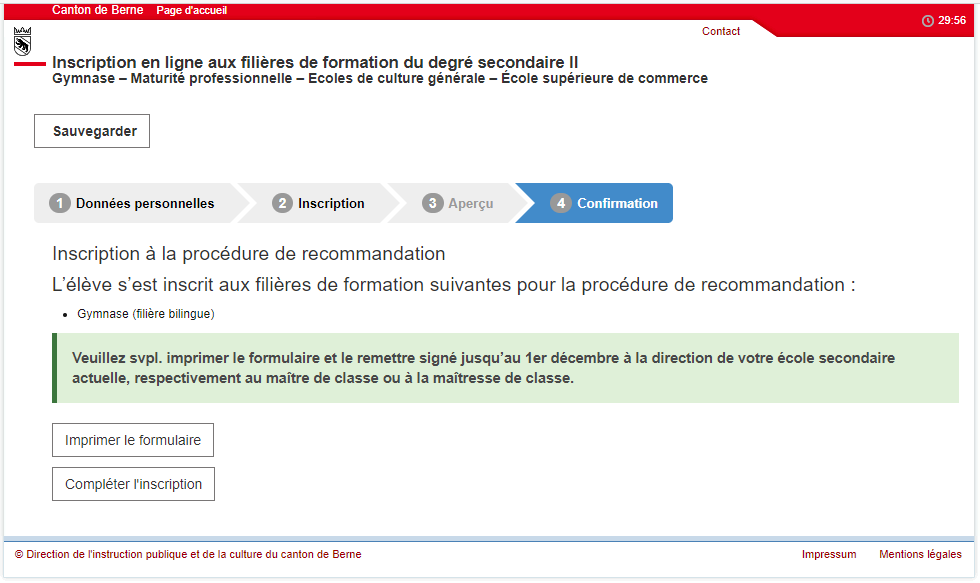 Canton de Berne Page d'accueil
29:56
Contact
Inscription en ligne aux filières de formation du degré secondaire II
Gymnase – Maturité professionnelle – Ecoles de culture générale – École supérieure de commerce
Sauvegarder
1 Données personnelles 2 Inscription 3 Aperçu 4 Confirmation
Inscription à la procédure de recommandation
L’élève s’est inscrit aux filières de formation suivantes pour la procédure de recommandation :
• Gymnase (filière bilingue)
Veuillez svpl. imprimer le formulaire et le remettre signé jusqu’au 1er décembre à la direction de votre école secondaire
actuelle, respectivement au maître de classe ou à la maîtresse de classe.
Imprimer le formulaire
Compléter l'inscription
© Direction de l'instruction publique et de la culture du canton de Berne Impressum Mentions légales